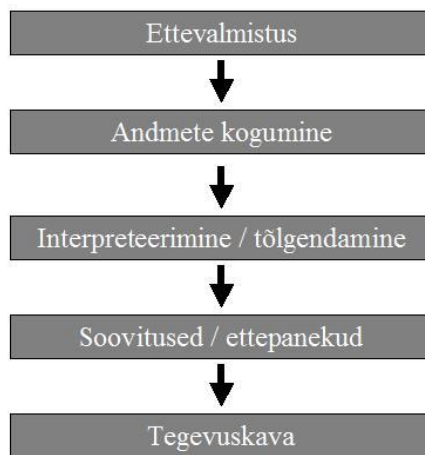 Ettevalmistus
Andmete kogumine
Interpreteerimine / tõlgendamine
Soovitused / ettepanekud
Tegevuskava